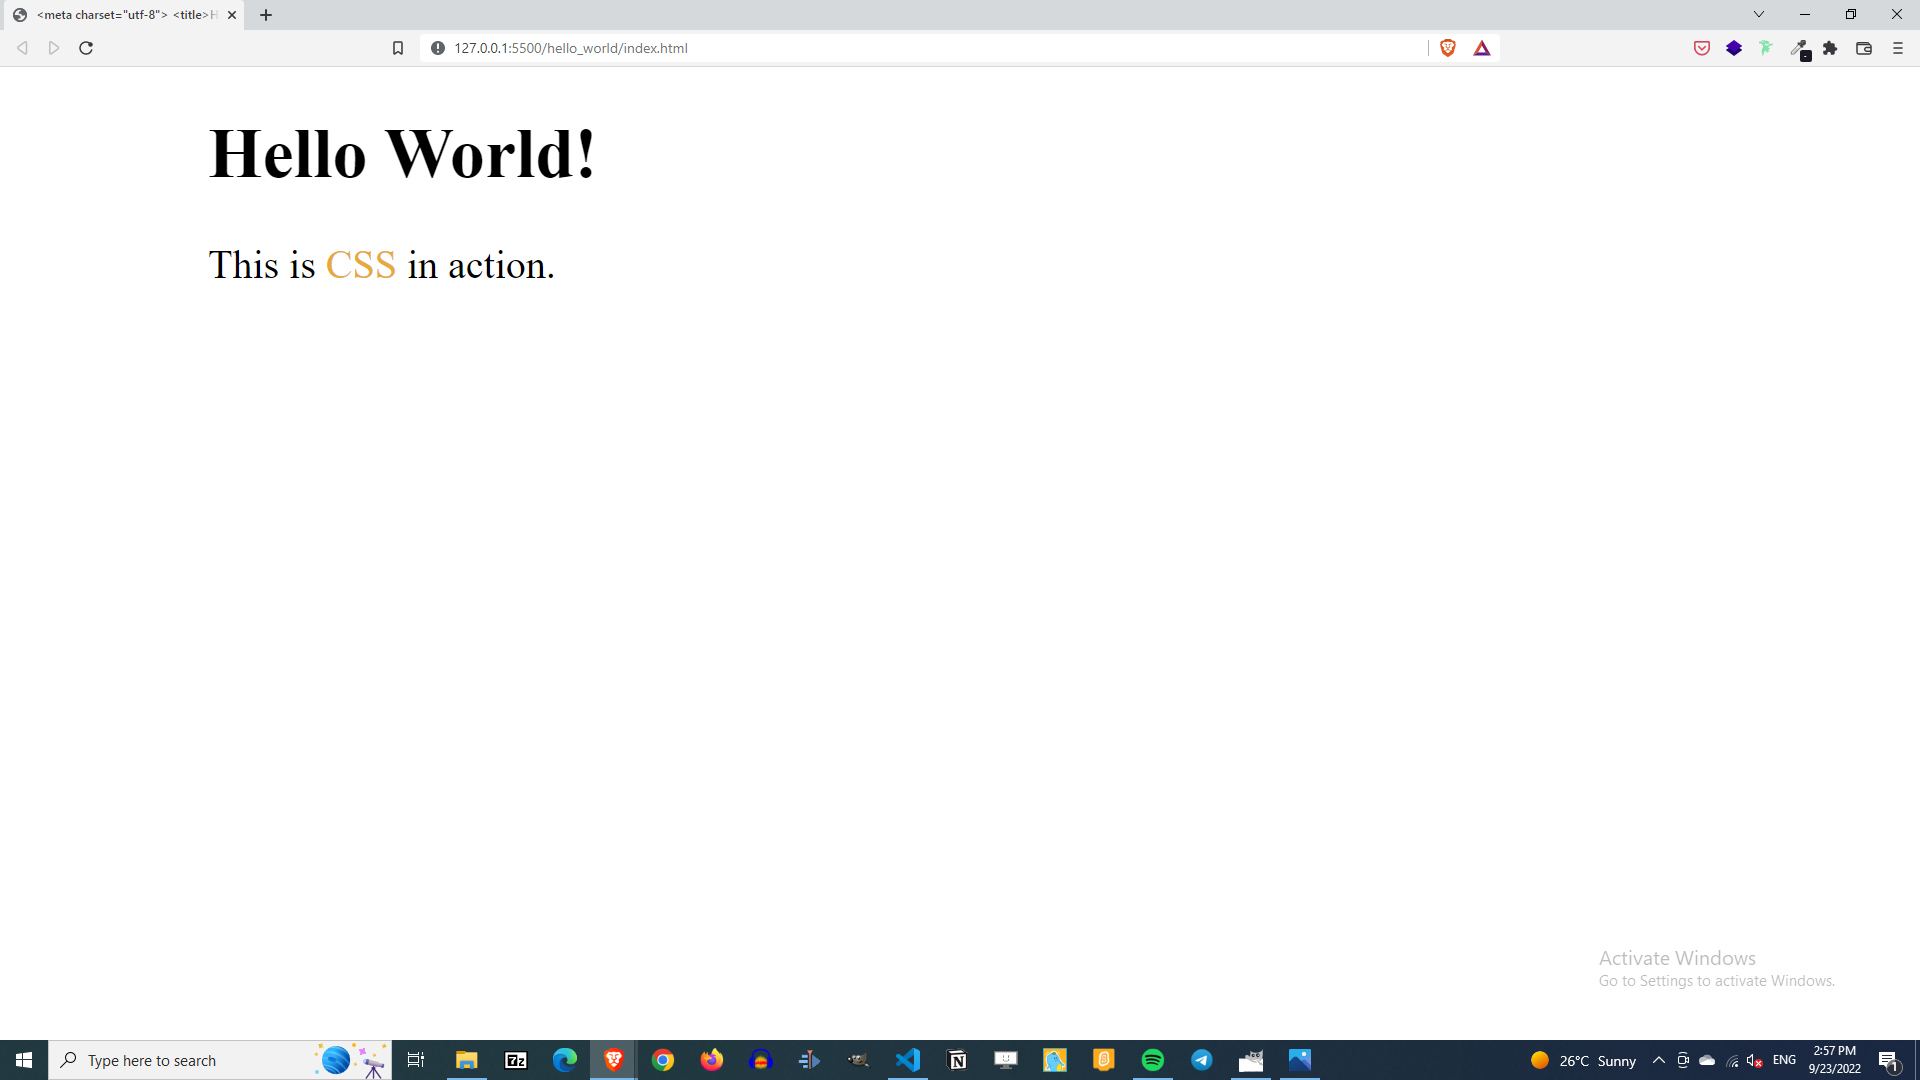 <meta charset="utf-8"> <title>H
127.0.0.1:5500/hello_world/index.html
Hello World!
This is CSS in action.
Activate Windows
Go to Settings to activate Windows.
Type here to search
7z
26°C Sunny
ENG
2:57 PM
9/23/2022
1